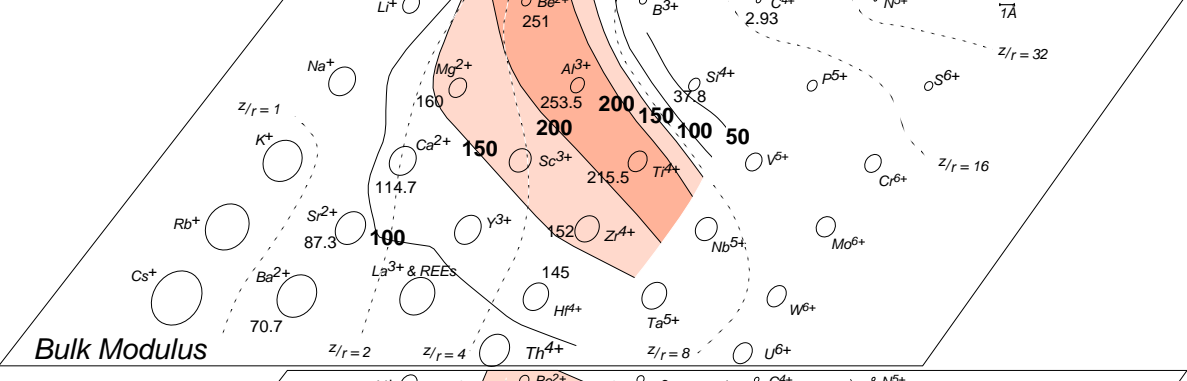 Li+ Be2+ B3+ C4+ N5+ 1Å
251 2.93
z/r = 32
Na+ Mg2+ Al3+ Si4+ P5+ S6+
160 253.5 200 37.8
z/r = 1 150
200 100 50
K+ Ca2+ 150 Sc3+ Ti4+ V5+ Cr6+ z/r = 16
114.7 215.5
Rb+ Sr2+ Y3+ 152 Zr4+ Nb5+ Mo6+
87.3 100
Cs+ Ba2+ La3+ & REEs 145
Hf4+ Ta5+ W6+
70.7
Bulk Modulus z/r = 2 z/r = 4 Th4+ z/r = 8 U6+
Be2+ C4+ & N5+